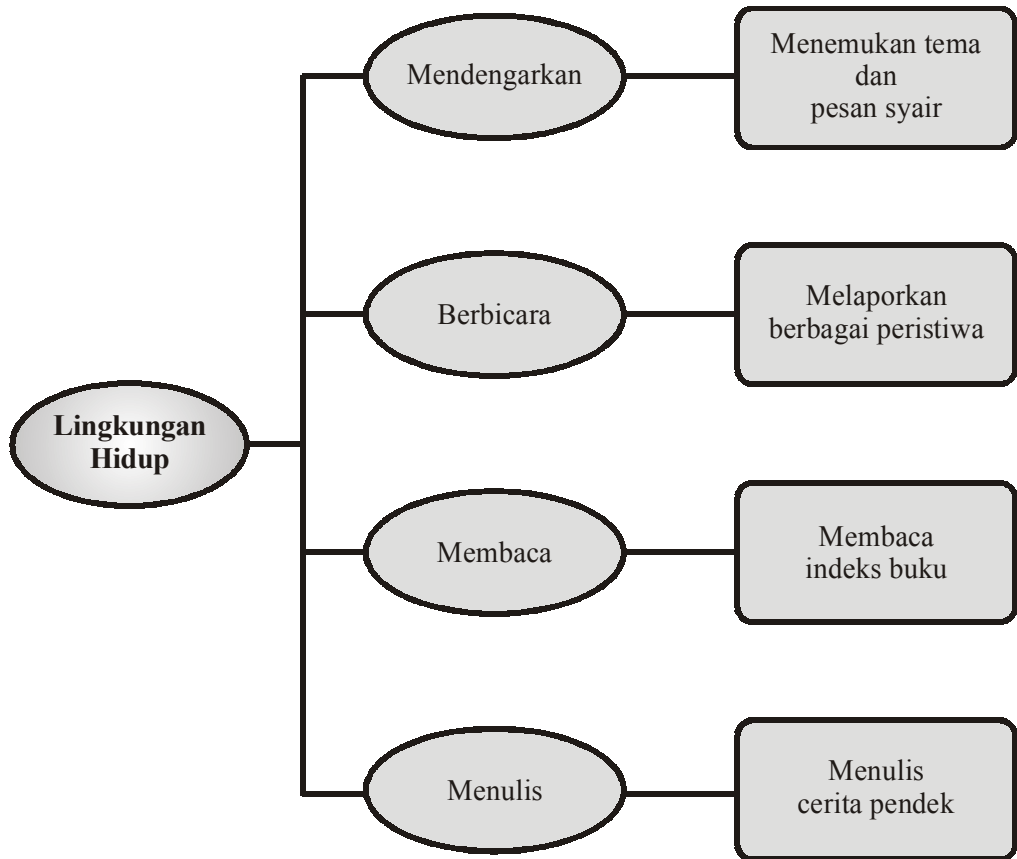 Mendengarkan
Menemukan tema
dan
pesan syair
Berbicara
Melaporkan
berbagai peristiwa
Lingkungan
Hidup
Membaca
Membaca
indeks buku
Menulis
Menulis
cerita pendek